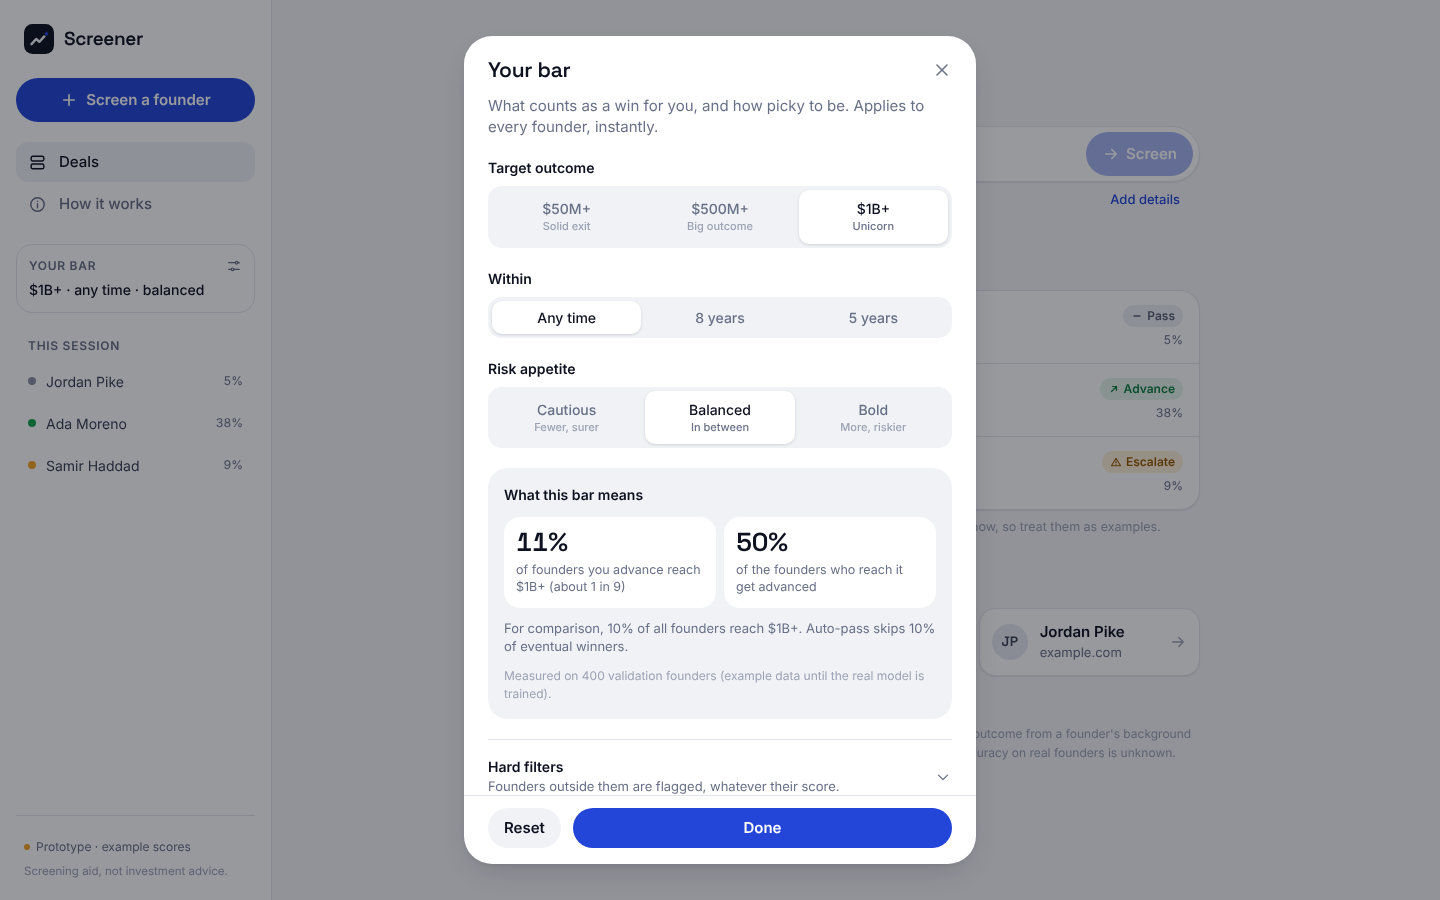 Screener
Screen a founder
Deals
How it works
YOUR BAR
$1B+ · any time · balanced
THIS SESSION
Jordan Pike 5%
Ada Moreno 38%
Samir Haddad 9%
Prototype · example scores
Screening aid, not investment advice.
Your bar
What counts as a win for you, and how picky to be. Applies to
every founder, instantly.
Target outcome
$50M+ $500M+ $1B+
Solid exit Big outcome Unicorn
Within
Any time 8 years 5 years
Risk appetite
Cautious Balanced Bold
Fewer, surer In between More, riskier
What this bar means
11%
of founders you advance reach
$1B+ (about 1 in 9)
50%
of the founders who reach it
get advanced
For comparison, 10% of all founders reach $1B+. Auto-pass skips 10%
of eventual winners.
Measured on 400 validation founders (example data until the real model is
trained).
Hard filters
Founders outside them are flagged, whatever their score.
Reset Done
Screen
Add details
Pass
5%
Advance
38%
Escalate
9%
so treat them as examples.
JP
Jordan Pike
example.com
from a founder's background
on real founders is unknown.